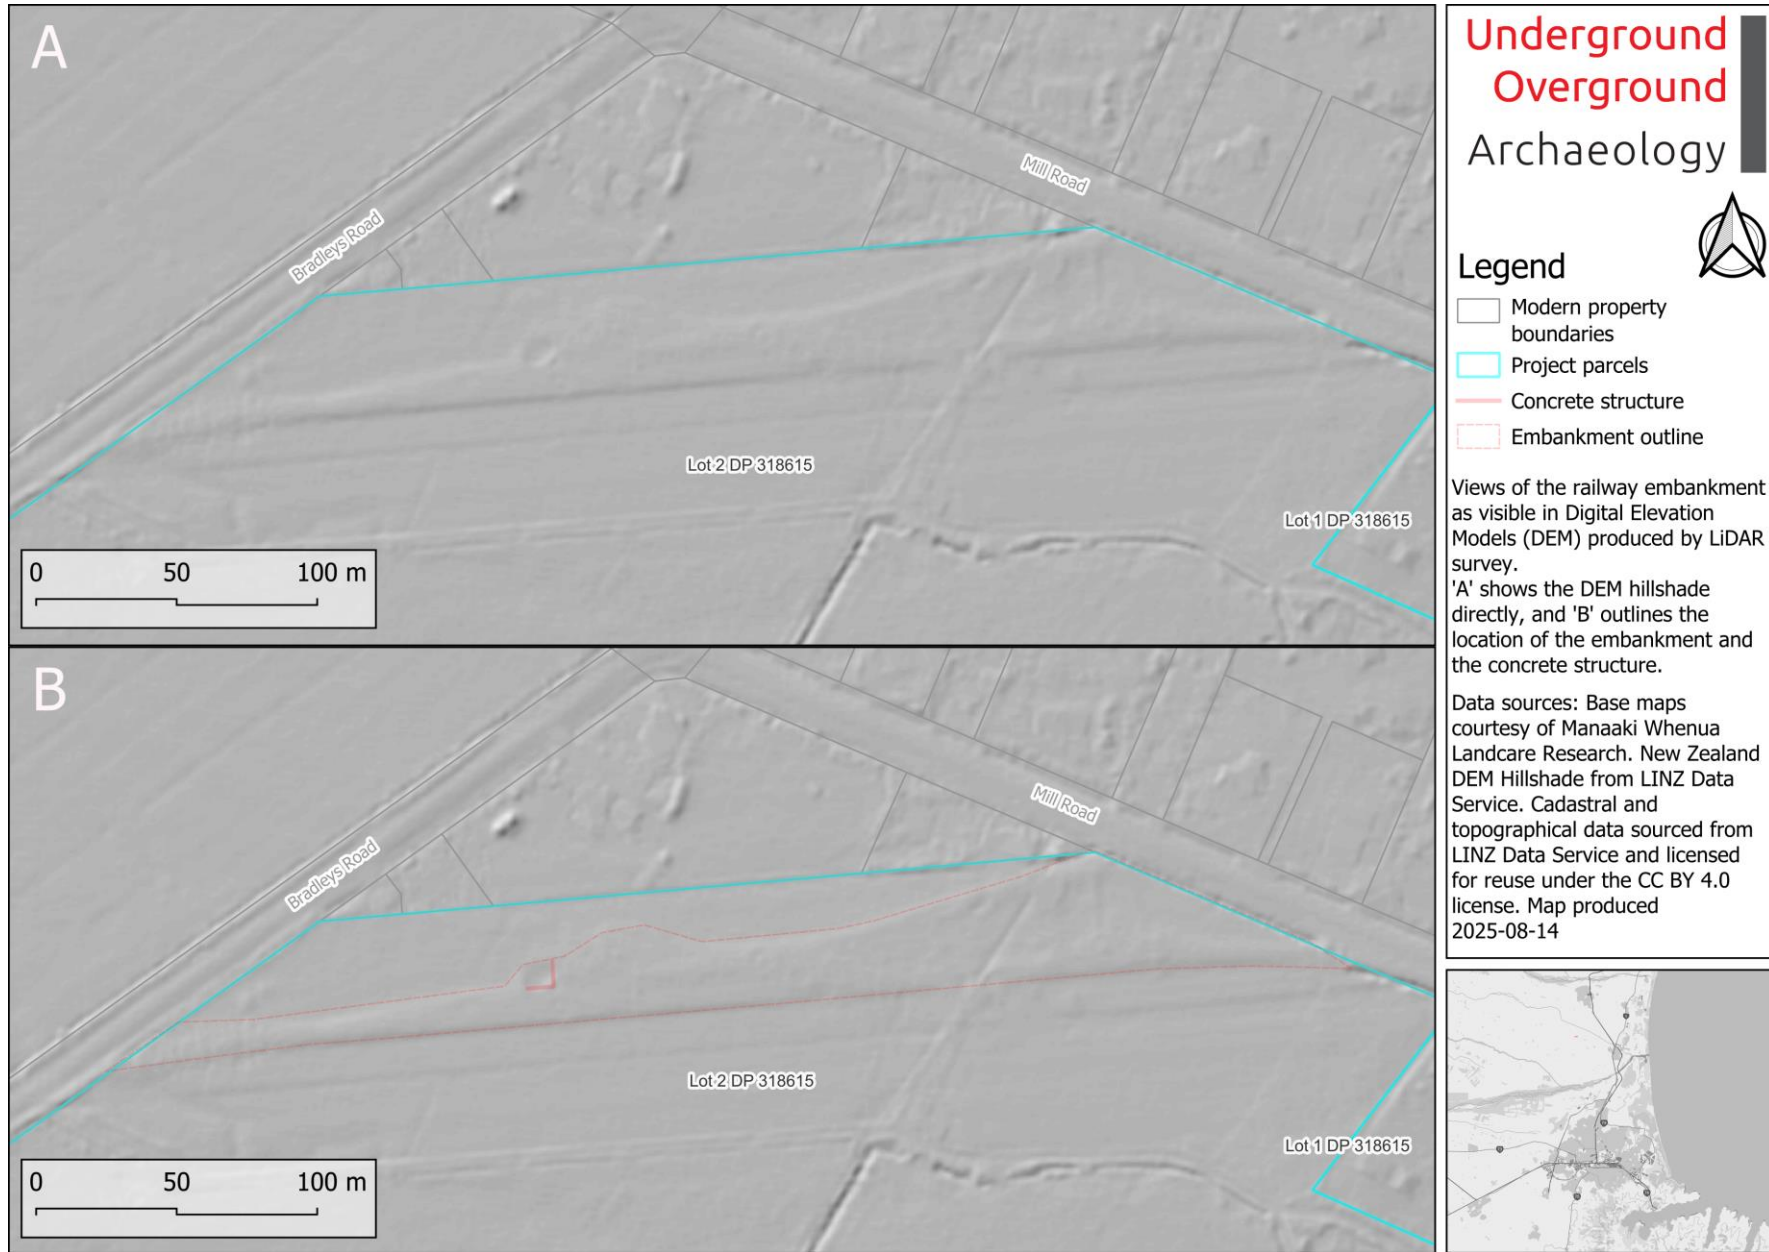 A
Bradleys Road
Mill Road
Lot 2 DP 318615
Lot 1 DP 318615
0 50 100 m
B
Bradleys Road
Mill Road
Lot 2 DP 318615
Lot 1 DP 318615
0 50 100 m
Underground
Overground
Archaeology
Legend
Modern property
boundaries
Project parcels
Concrete structure
Embankment outline
Views of the railway embankment
as visible in Digital Elevation
Models (DEM) produced by LiDAR
survey.
'A' shows the DEM hillshade
directly, and 'B' outlines the
location of the embankment and
the concrete structure.
Data sources: Base maps
courtesy of Manaaki Whenua
Landcare Research. New Zealand
DEM Hillshade from LINZ Data
Service. Cadastral and
topographical data sourced from
LINZ Data Service and licensed
for reuse under the CC BY 4.0
license. Map produced
2025-08-14